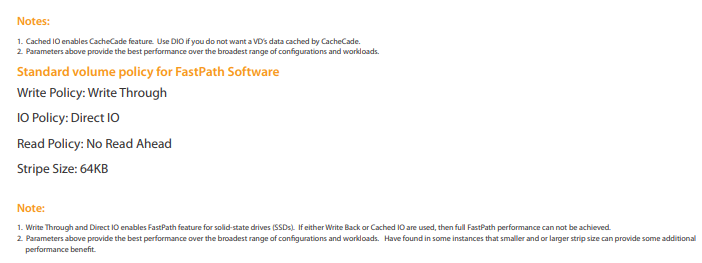 Notes:
1. Cached IO enables CacheCade feature. Use DIO if you do not want a VD's data cached by CacheCade.
2. Parameters above provide the best performance over the broadest range of configurations and workloads.
Standard volume policy for FastPath Software
Write Policy: Write Through
IO Policy: Direct IO
Read Policy: No Read Ahead
Stripe Size: 64KB
Note:
1. Write Through and Direct IO enables FastPath feature for solid-state drives (SSDs). If either Write Back or Cached IO are used, then full FastPath performance can not be achieved.
2. Parameters above provide the best performance over the broadest range of configurations and workloads. Have found in some instances that smaller and or larger strip size can provide some additional
performance benefit.